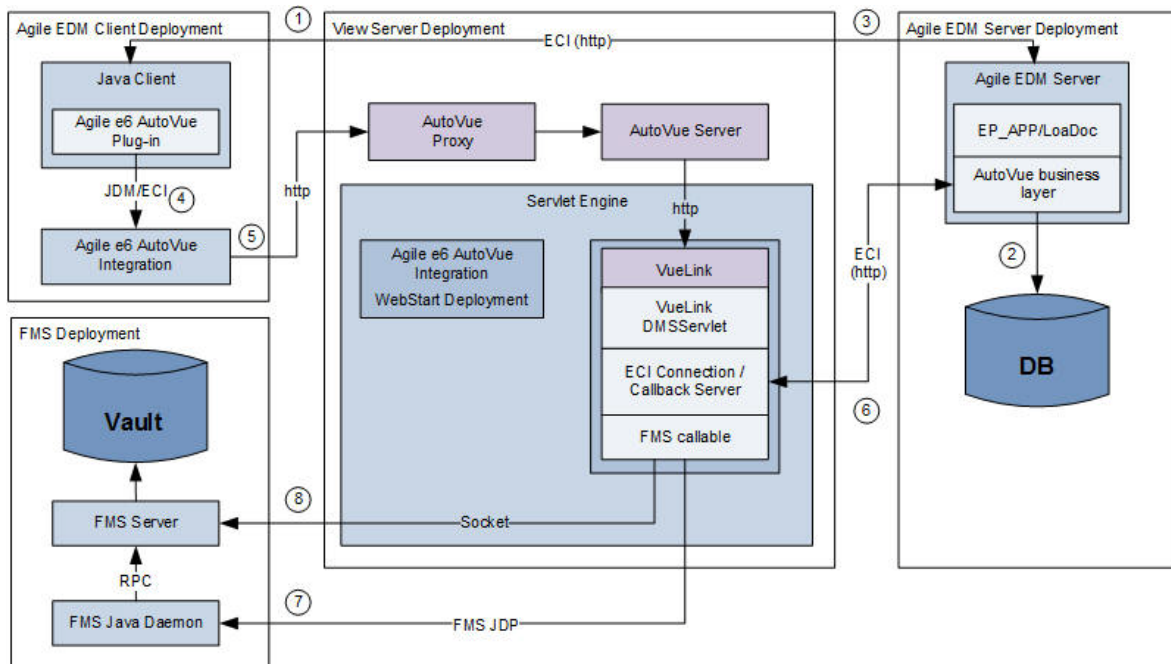 Agile EDM Client Deployment
1
View Server Deployment
3
Agile EDM Server Deployment
ECI (http)
Java Client
Agile e6 AutoVue
Plug-in
JDM/ECI
4
Agile e6 AutoVue
Integration
5
http
AutoVue
Proxy
AutoVue Server
http
Servlet Engine
Agile e6 AutoVue
Integration
WebStart Deployment
VueLink
VueLink
DMSServlet
ECI Connection /
Callback Server
FMS callable
ECI
(http)
6
Agile EDM Server
EP_APP/LoaDoc
AutoVue business
layer
2
DB
FMS Deployment
Vault
FMS Server
8
Socket
RPC
FMS Java Daemon
7
FMS JDP